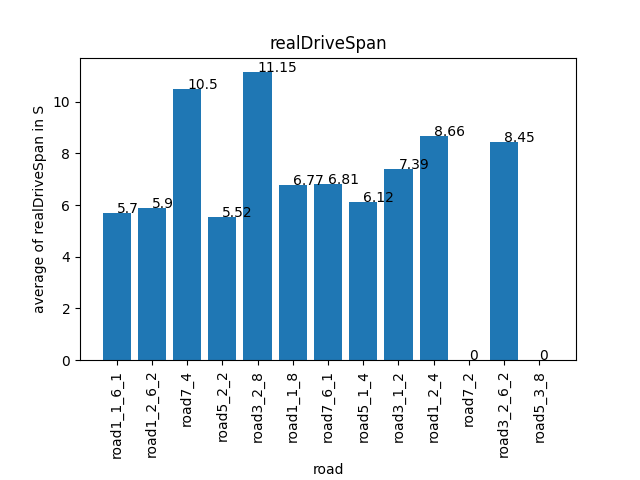 realDriveSpan
average of realDriveSpan in S
10
8
6
4
2
0
5.7
5.9
10.5
5.52
11.15
6.77
6.81
6.12
7.39
8.66
0
8.45
0
road1_1_6_1
road1_2_6_2
road7_4
road5_2_2
road3_2_8
road1_1_8
road7_6_1
road5_1_4
road3_1_2
road1_2_4
road7_2
road3_2_6_2
road5_3_8
road